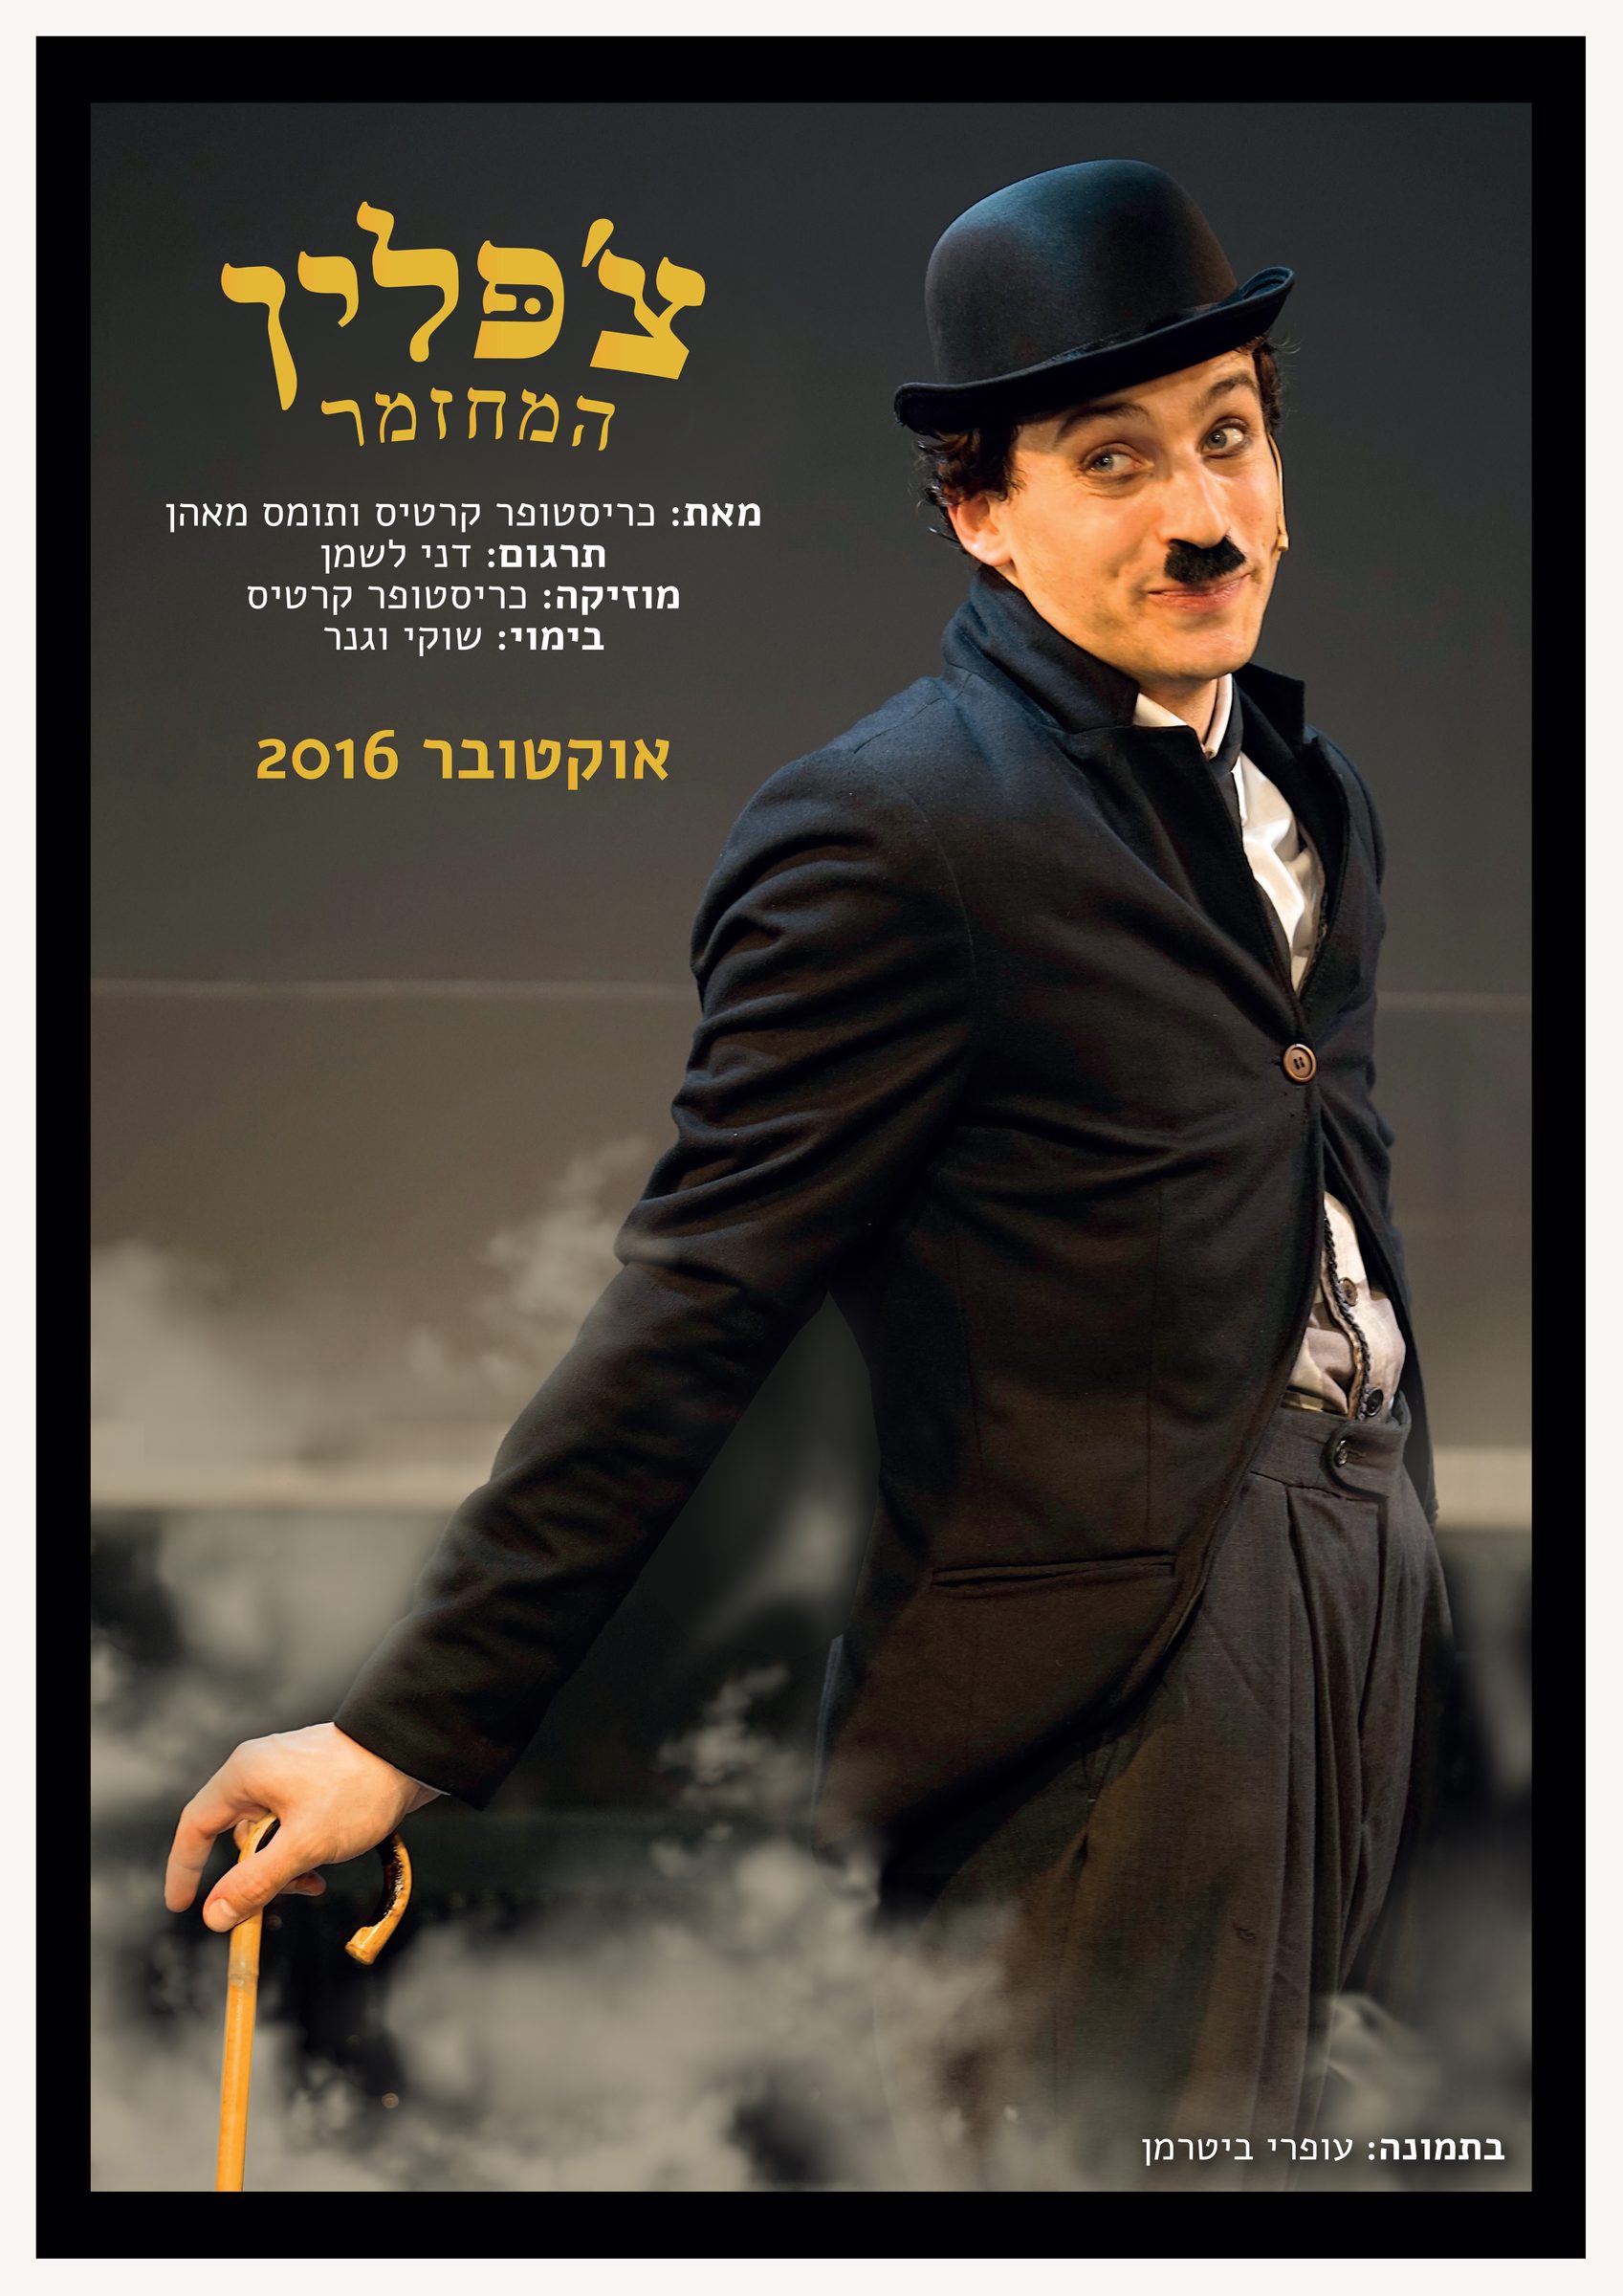 צ'פּלין
המחזמר
מאת: כריסטופר קרטיס ותומס מאהן
תרגום: דני לשמן
מוזיקה: כריסטופר קרטיס
בימוי: שוקי וגנר
אוקטובר 2016
בתמונה: עופרי ביטרמן